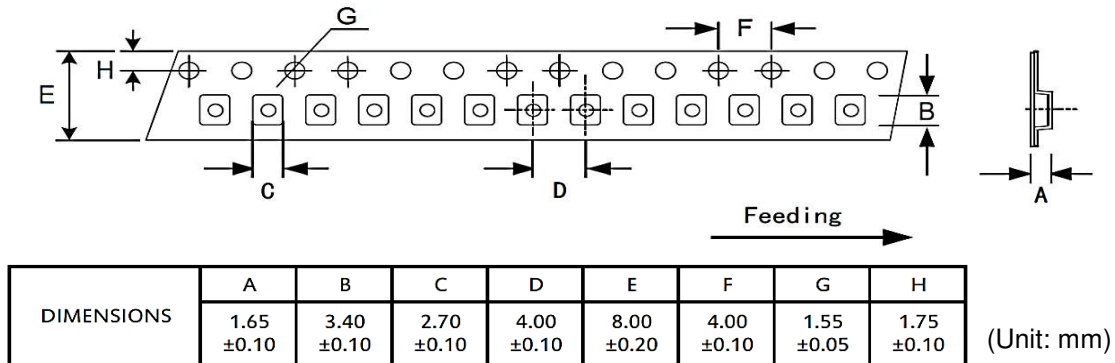 G
F
H
E
B
C
D
A
Feeding
DIMENSIONS A B C D E F G H
1.65 3.40 2.70 4.00 8.00 4.00 1.55 1.75
±0.10 ±0.10 ±0.10 ±0.10 ±0.20 ±0.10 ±0.05 ±0.10
(Unit: mm)